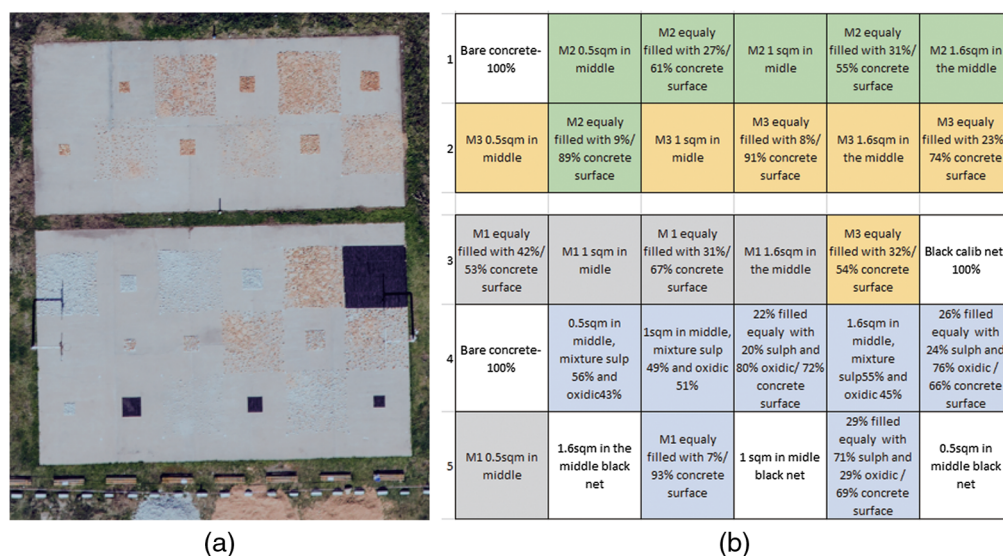 1
Bare concrete-
100%
M2 0.5sqm in
middle
M2 equaly
filled with 27%/
61% concrete
surface
M2 1 sqm in
midle
M2 equaly
filled with 31%/
55% concrete
surface
M2 1.6sqm in
the middle
2
M3 0.5sqm in
middle
M2 equaly
filled with 9%/
89% concrete
surface
M3 1 sqm in
midle
M3 equaly
filled with 8%/
91% concrete
surface
M3 1.6sqm in
the middle
M3 equaly
filled with 23%
74% concrete
surface
3
M1 equaly
filled with 42%/
53% concrete
surface
M1 1 sqm in
midle
M 1 equaly
filled with 31%/
67% concrete
surface
M1 1.6sqm in
the middle
M3 equaly
filled with 32%/
54% concrete
surface
Black calib net
100%
4
Bare concrete-
100%
0.5sqm in
middle,
mixture sulp
56% and
oxidic43%
1sqm in middle,
mixture sulp
49% and oxidic
51%
22% filled
equaly with
20% sulph and
80% oxidic/ 72%
concrete
surface
1.6sqm in
middle,
mixture
sulp55% and
oxidic 45%
26% filled
equaly with
24% sulph and
76% oxidic /
66% concrete
surface
5
M1 0.5sqm in
middle
1.6sqm in the
middle black
net
M1 equaly
filled with 7%/
93% concrete
surface
1 sqm in midle
black net
29% filled
equaly with
71% sulph and
29% oxidic /
69% concrete
surface
0.5sqm in
middle black
net
(a)
(b)